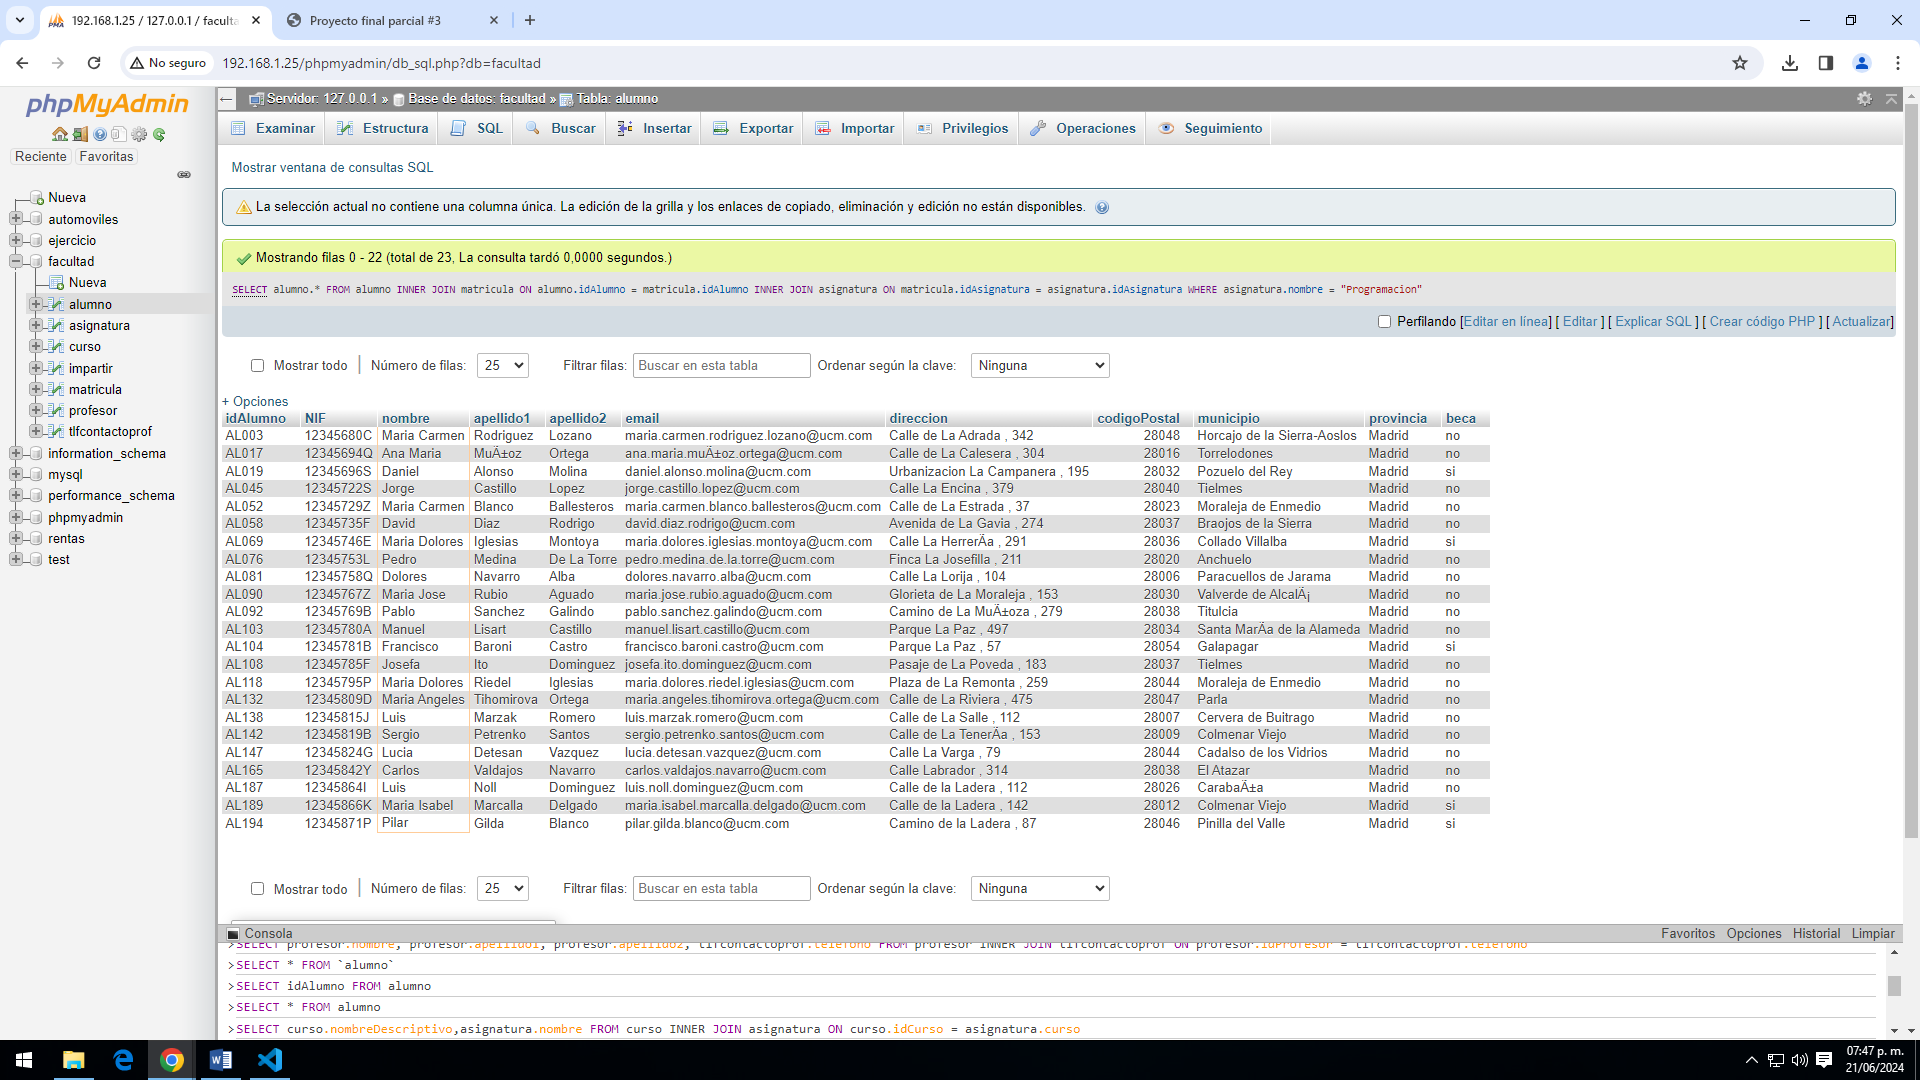 192.168.1.25 / 127.0.0.1 / faculta
Proyecto final parcial #3
No seguro
192.168.1.25/phpmyadmin/db_sql.php?db=facultad
phpMyAdmin
Reciente
Favoritas
Nueva
automoviles
ejercicio
facultad
Nueva
alumno
asignatura
curso
impartir
matricula
profesor
tlfcontactoprof
information_schema
mysql
performance_schema
phpmyadmin
rentas
test
Servidor: 127.0.0.1 » Base de datos: facultad » Tabla: alumno
Examinar Estructura SQL Buscar Insertar Exportar Importar Privilegios Operaciones Seguimiento
Mostrar ventana de consultas SQL
La selección actual no contiene una columna única. La edición de la grilla y los enlaces de copiado, eliminación y edición no están disponibles.
Mostrando filas 0 - 22 (total de 23, La consulta tardó 0,0000 segundos.)
SELECT alumno.* FROM alumno INNER JOIN matricula ON alumno.idAlumno = matricula.idAlumno INNER JOIN asignatura ON matricula.idAsignatura = asignatura.idAsignatura WHERE asignatura.nombre = "Programacion"
Perfilando [Editar en línea] [ Editar ] [ Explicar SQL ] [ Crear código PHP ] [ Actualizar]
Mostrar todo | Número de filas: 25 Filtrar filas: Buscar en esta tabla Ordenar según la clave: Ninguna
+ Opciones
idAlumno NIF nombre apellido1 apellido2 email direccion codigoPostal municipio provincia beca
AL003 12345680C Maria Carmen Rodriguez Lozano maria.carmen.rodriguez.lozano@ucm.com Calle de La Adrada , 342 28048 Horcajo de la Sierra-Aoslos Madrid no
AL017 12345694Q Ana Maria MuÃ±oz Ortega ana.maria.muÃ±oz.ortega@ucm.com Calle de La Calesera , 304 28016 Torrelodones Madrid no
AL019 12345696S Daniel Alonso Molina daniel.alonso.molina@ucm.com Urbanizacion La Campanera , 195 28032 Pozuelo del Rey Madrid si
AL045 12345722S Jorge Castillo Lopez jorge.castillo.lopez@ucm.com Calle La Encina , 379 28040 Tielmes Madrid no
AL052 12345729Z Maria Carmen Blanco Ballesteros maria.carmen.blanco.ballesteros@ucm.com Calle de La Estrada , 37 28023 Moraleja de Enmedio Madrid no
AL058 12345735F David Diaz Rodrigo david.diaz.rodrigo@ucm.com Avenida de La Gavia , 274 28037 Braojos de la Sierra Madrid no
AL069 12345746E Maria Dolores Iglesias Montoya maria.dolores.iglesias.montoya@ucm.com Calle La HerrerÃa , 291 28036 Collado Villalba Madrid si
AL076 12345753L Pedro Medina De La Torre pedro.medina.de.la.torre@ucm.com Finca La Josefilla , 211 28020 Anchuelo Madrid no
AL081 12345758Q Dolores Navarro Alba dolores.navarro.alba@ucm.com Calle La Lorija , 104 28006 Paracuellos de Jarama Madrid no
AL090 12345767Z Maria Jose Rubio Aguado maria.jose.rubio.aguado@ucm.com Glorieta de La Moraleja , 153 28030 Valverde de AlcalÃ¡ Madrid no
AL092 12345769B Pablo Sanchez Galindo pablo.sanchez.galindo@ucm.com Camino de La MuÃ±oza , 279 28038 Titulcia Madrid no
AL103 12345780A Manuel Lisart Castillo manuel.lisart.castillo@ucm.com Parque La Paz , 497 28034 Santa MarÃa de la Alameda Madrid no
AL104 12345781B Francisco Baroni Castro francisco.baroni.castro@ucm.com Parque La Paz , 57 28054 Galapagar Madrid si
AL108 12345785F Josefa Ito Dominguez josefa.ito.dominguez@ucm.com Pasaje de La Poveda , 183 28037 Tielmes Madrid no
AL118 12345795P Maria Dolores Riedel Iglesias maria.dolores.riedel.iglesias@ucm.com Plaza de La Remonta , 259 28044 Moraleja de Enmedio Madrid no
AL132 12345809D Maria Angeles Tihomirova Ortega maria.angeles.tihomirova.ortega@ucm.com Calle de La Riviera , 475 28047 Parla Madrid no
AL138 12345815J Luis Marzak Romero luis.marzak.romero@ucm.com Calle de La Salle , 112 28007 Cervera de Buitrago Madrid no
AL142 12345819B Sergio Petrenko Santos sergio.petrenko.santos@ucm.com Calle de La TenerÃa , 153 28009 Colmenar Viejo Madrid no
AL147 12345824G Lucia Detesan Vazquez lucia.detesan.vazquez@ucm.com Calle La Varga , 79 28044 Cadalso de los Vidrios Madrid no
AL165 12345842Y Carlos Valdajos Navarro carlos.valdajos.navarro@ucm.com Calle Labrador , 314 28038 El Atazar Madrid no
AL187 12345864I Luis Noll Dominguez luis.noll.dominguez@ucm.com Calle de la Ladera , 112 28026 CarabaÃ±a Madrid no
AL189 12345866K Maria Isabel Marcalla Delgado maria.isabel.marcalla.delgado@ucm.com Calle de la Ladera , 142 28012 Colmenar Viejo Madrid si
AL194 12345871P Pilar Gilda Blanco pilar.gilda.blanco@ucm.com Camino de la Ladera , 87 28046 Pinilla del Valle Madrid si
Mostrar todo | Número de filas: 25 Filtrar filas: Buscar en esta tabla Ordenar según la clave: Ninguna
Consola Favoritos Opciones Historial Limpiar
>SELECT profesor.nombre, profesor.apellido1, profesor.apellido2, tlfcontactoprof.telefono FROM profesor INNER JOIN tlfcontactoprof ON profesor.idProfesor = tlfcontactoprof.telefono
>SELECT * FROM `alumno`
>SELECT idAlumno FROM alumno
>SELECT * FROM alumno
>SELECT curso.nombreDescriptivo,asignatura.nombre FROM curso INNER JOIN asignatura ON curso.idCurso = asignatura.curso
07:47 p. m.
21/06/2024